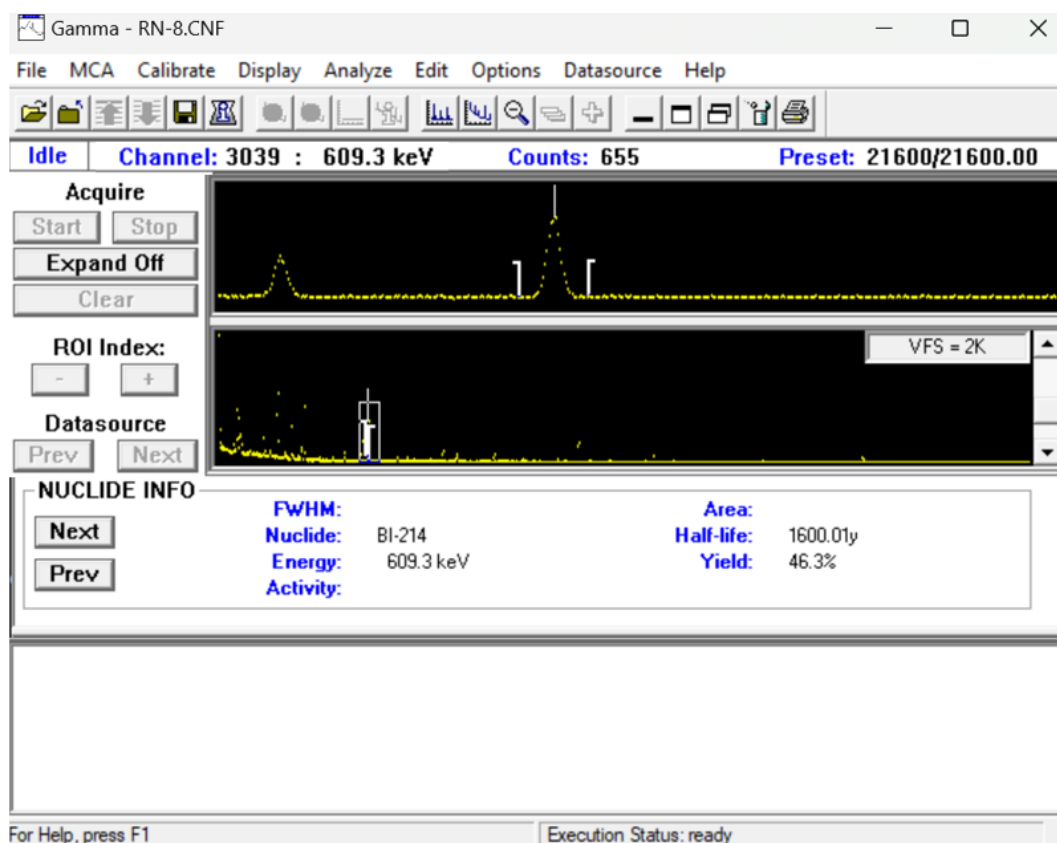 Gamma - RN-8.CNF
File MCA Calibrate Display Analyze Edit Options Datasource Help
Idle Channel: 3039 : 609.3 keV Counts: 655 Preset: 21600/21600.00
Acquire
Start Stop
Expand Off
Clear
ROI Index:
- +
VFS = 2K
Datasource
Prev Next
NUCLIDE INFO
FWHM: Area:
Next Nuclide: BI-214 Half-life: 1600.01y
Energy: 609.3 keV Yield: 46.3%
Prev
Activity:
For Help, press F1 Execution Status: ready